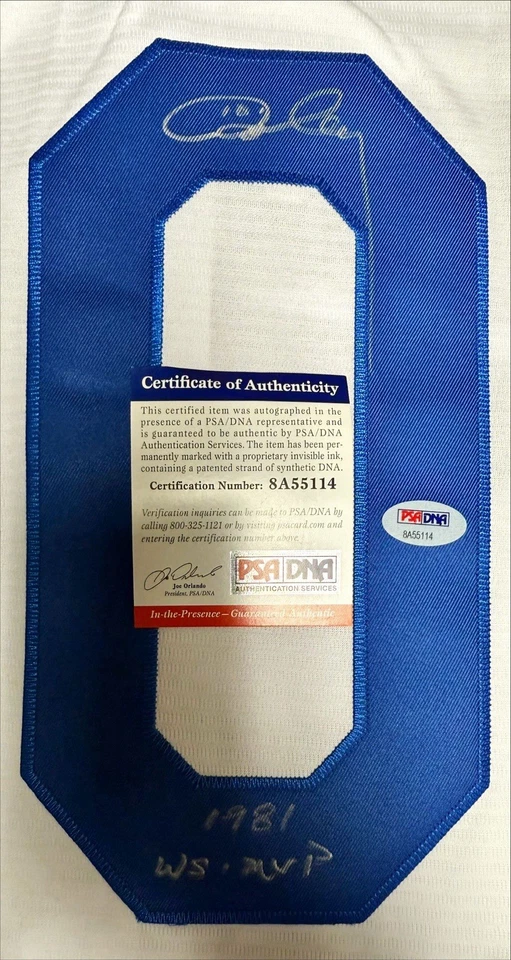 Certificate of Authenticity
This certified item was autographed in the
presence of a PSA/DNA representative and
is guaranteed to be authentic by PSA/DNA
Authentication Services. The item has been per-
manently marked with a proprietary invisible ink,
containing a patented strand of synthetic DNA.
Certification Number: 8A55114
Verification inquiries can be made to PSA/DNA by
calling 800-325-1121 or by visiting psacard.com and
entering the certification number above.
Joe Orlando
President, PSA/DNA
PSA DNA
AUTHENTICATION SERVICES
In-the-Presence – Guaranteed Authentic
PSA DNA
8A55114
1981
WS. MVP